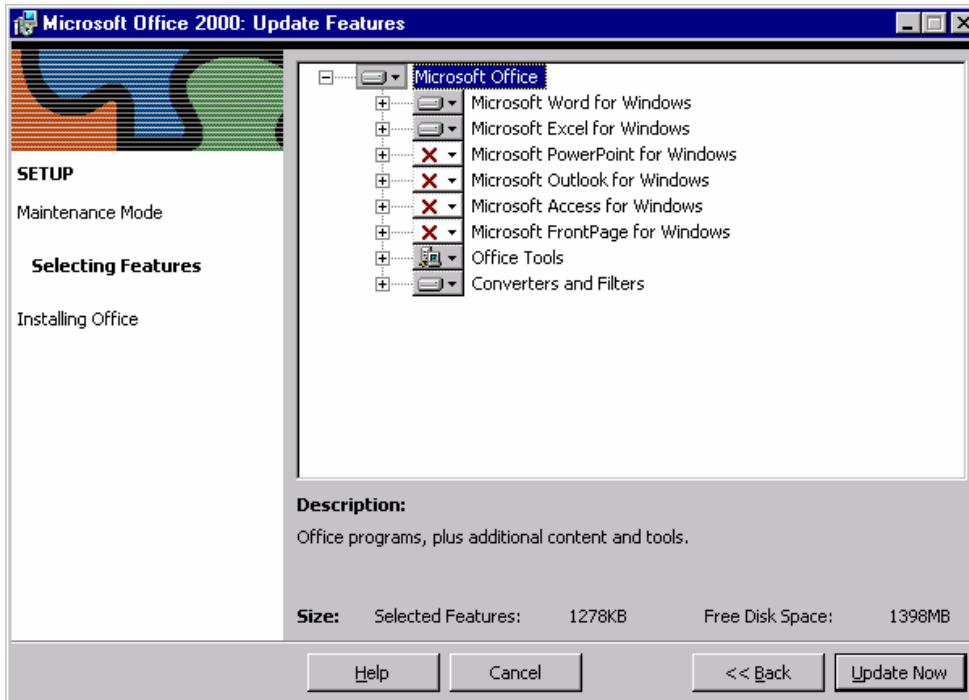 Microsoft Office 2000: Update Features
SETUP
Maintenance Mode
Selecting Features
Installing Office
Microsoft Office
Microsoft Word for Windows
Microsoft Excel for Windows
Microsoft PowerPoint for Windows
Microsoft Outlook for Windows
Microsoft Access for Windows
Microsoft FrontPage for Windows
Office Tools
Converters and Filters
Description:
Office programs, plus additional content and tools.
Size: Selected Features: 1278KB Free Disk Space: 1398MB
Help Cancel << Back Update Now